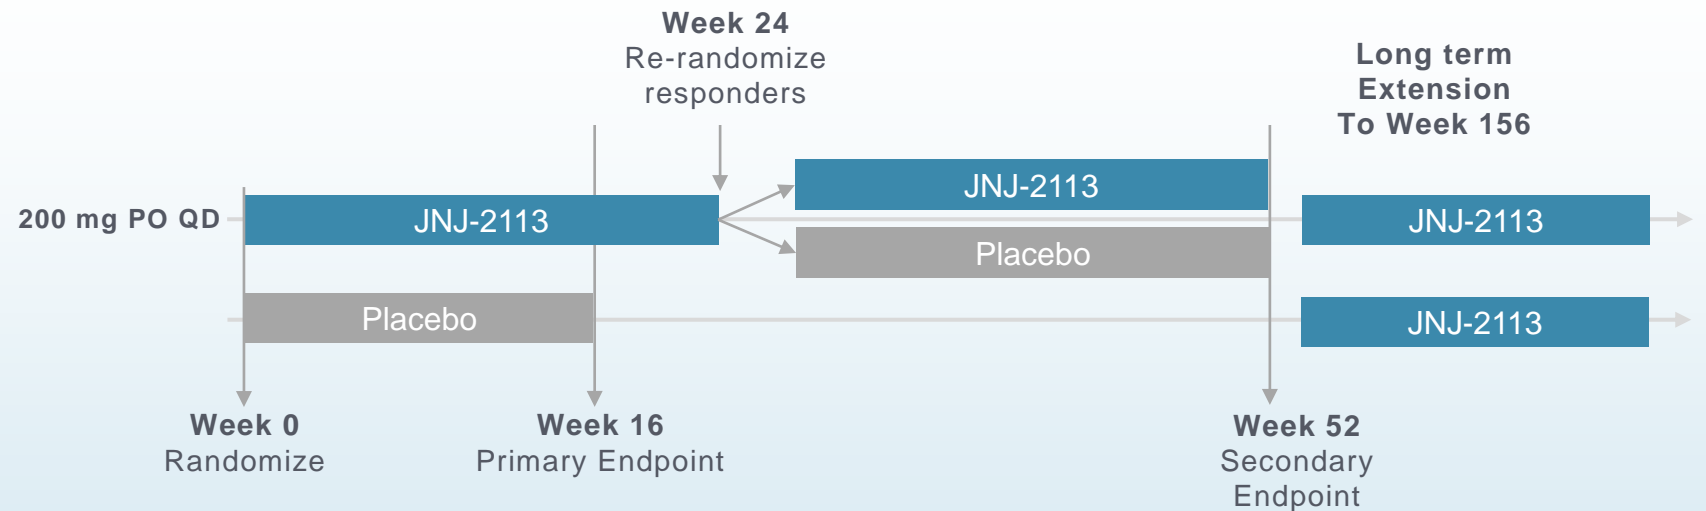 Week 24
Re-randomize
responders
Long term
Extension
To Week 156
200 mg PO QD
JNJ-2113
JNJ-2113
Placebo
JNJ-2113
Placebo
JNJ-2113
Week 0
Randomize
Week 16
Primary Endpoint
Week 52
Secondary
Endpoint